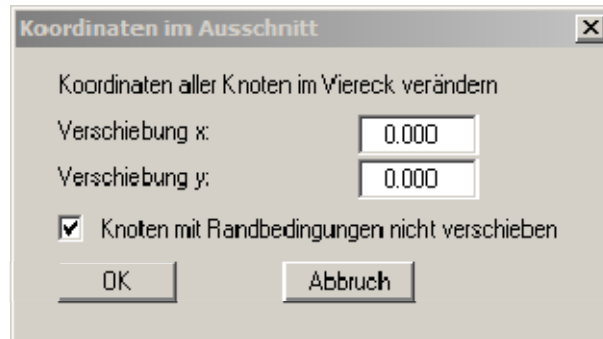 Koordinaten im Ausschnitt
Koordinaten aller Knoten im Viereck verändern
Verschiebung x: 0.000
Verschiebung y: 0.000
Knoten mit Randbedingungen nicht verschieben
OK Abbruch